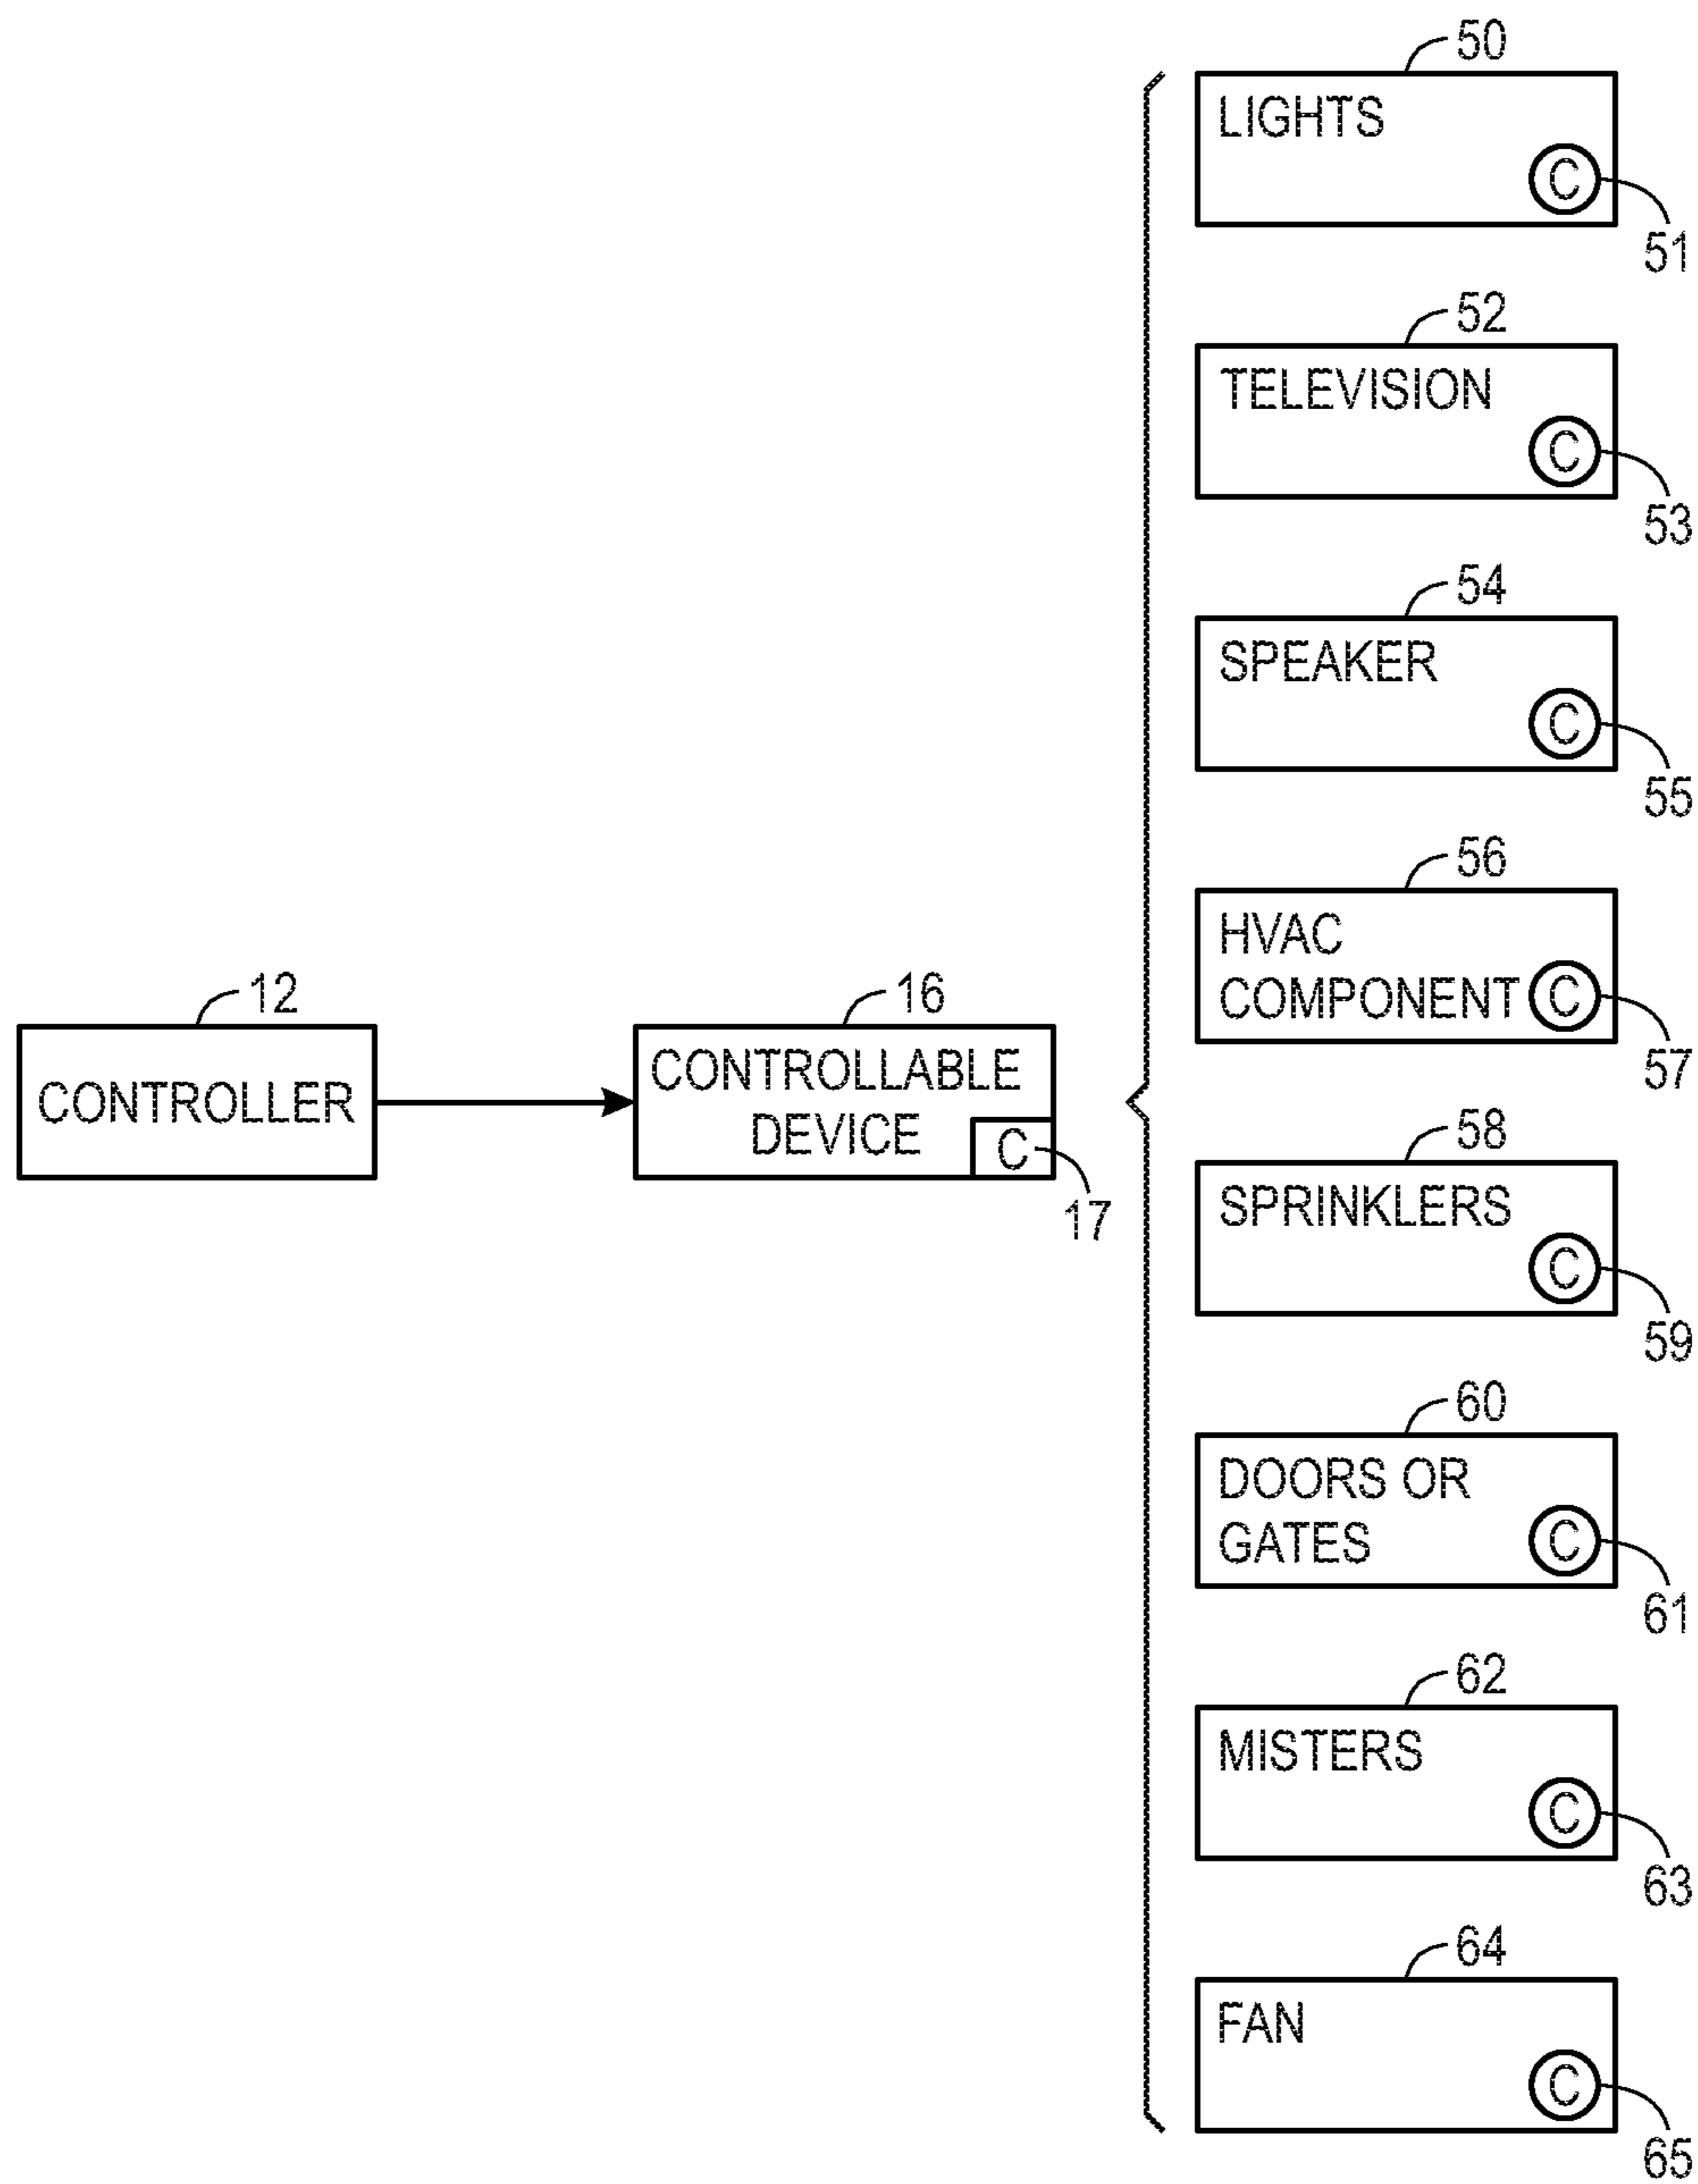 12
CONTROLLER
16
CONTROLLABLE
DEVICE
C
17
50
LIGHTS
C
51
52
TELEVISION
C
53
54
SPEAKER
C
55
56
HVAC
COMPONENT
C
57
58
SPRINKLERS
C
59
60
DOORS OR
GATES
C
61
62
MISTERS
C
63
64
FAN
C
65